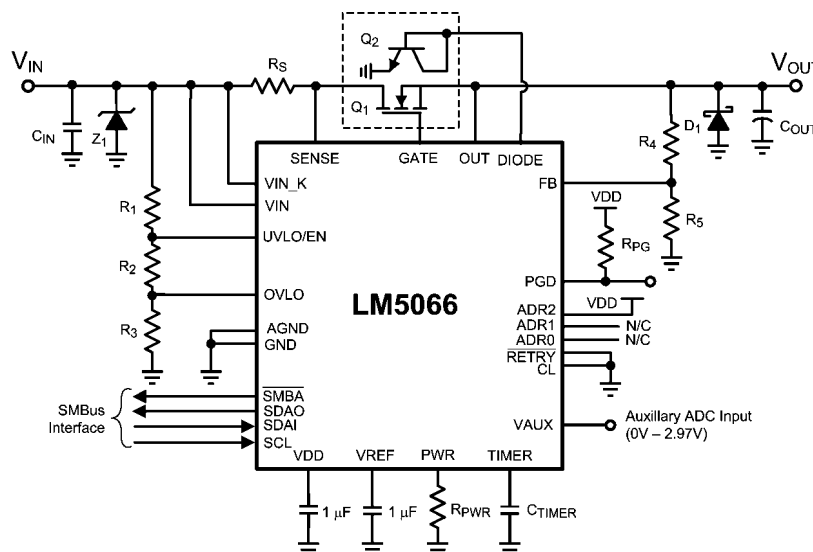 Q2
VIN
RS
VOUT
Q1
CIN
Z1
D1
COUT
R4
SENSE
GATE
OUT
DIODE
VIN_K
FB
VDD
VIN
R1
R5
UVLO/EN
RPG
R2
PGD
OVLO
LM5066
VDD
ADR2
R3
AGND
ADR1
N/C
GND
ADR0
N/C
RETRY
CL
SMBA
SMBus
Interface
SDAO
SDAI
SCL
VAUX
Auxillary ADC Input
(0V – 2.97V)
VDD
VREF
PWR
TIMER
1 µF
1 µF
RPWR
CTIMER